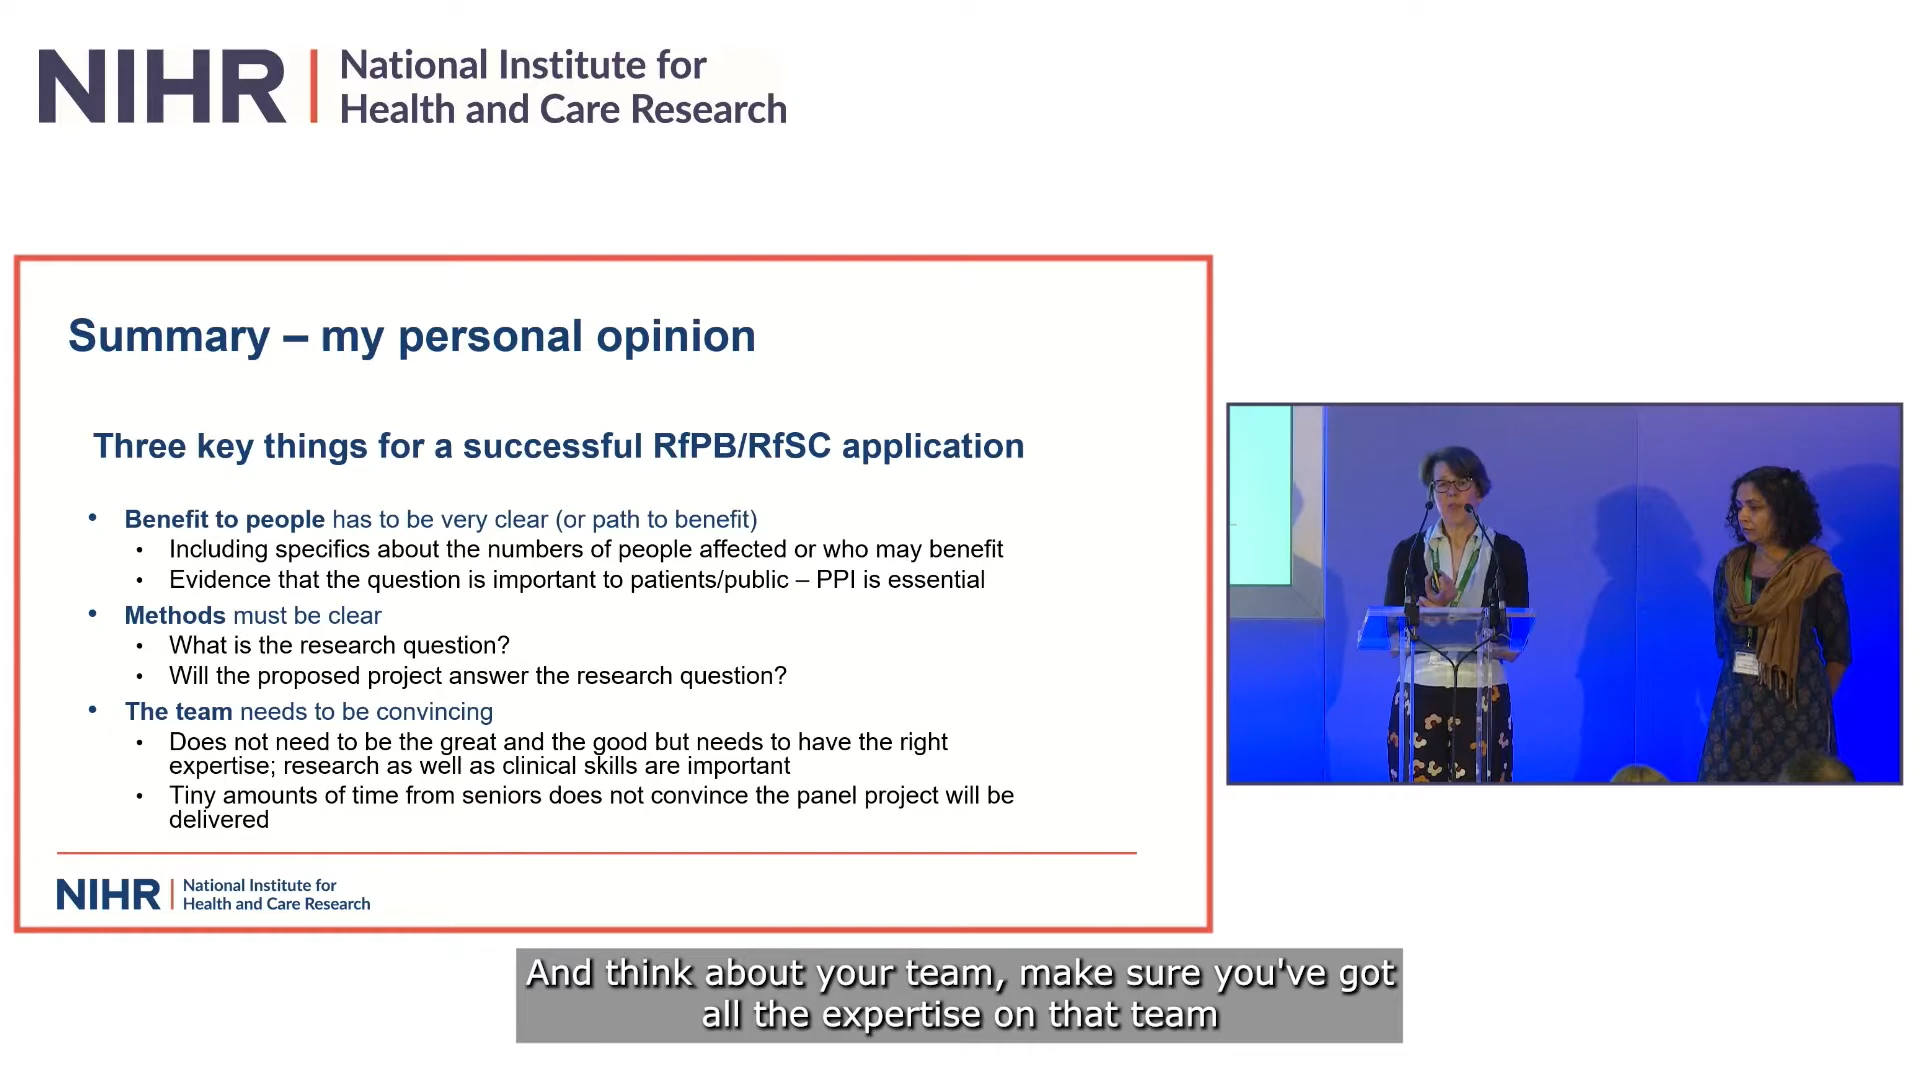 NIHR | National Institute for
Health and Care Research
Summary – my personal opinion
Three key things for a successful RfPB/RfSC application
• Benefit to people has to be very clear (or path to benefit)
• Including specifics about the numbers of people affected or who may benefit
• Evidence that the question is important to patients/public – PPI is essential
• Methods must be clear
• What is the research question?
• Will the proposed project answer the research question?
• The team needs to be convincing
• Does not need to be the great and the good but needs to have the right
expertise; research as well as clinical skills are important
• Tiny amounts of time from seniors does not convince the panel project will be
delivered
NIHR | National Institute for
Health and Care Research
And think about your team, make sure you've got
all the expertise on that team